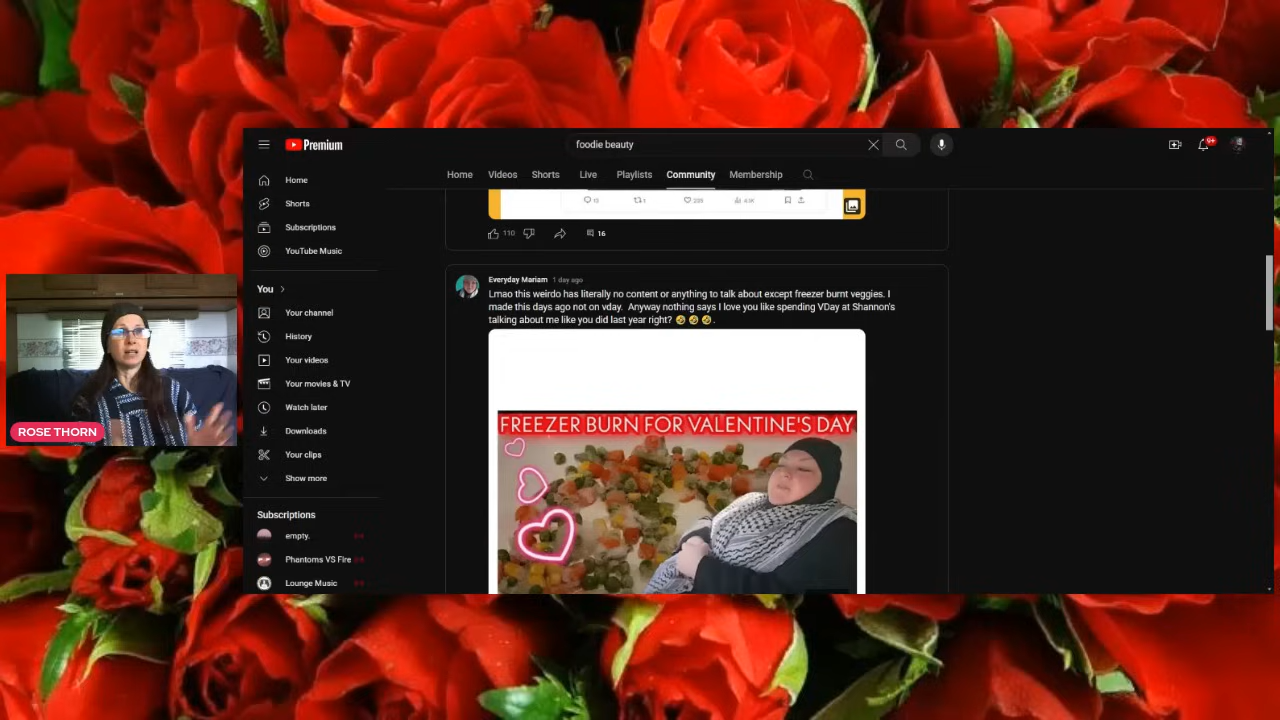 Premium
foodie beauty
9+
Home
Videos
Shorts
Live
Playlists
Community
Membership
Home
Shorts
Subscriptions
YouTube Music
You
Your channel
History
Your videos
Your movies & TV
Watch later
Downloads
Your clips
Show more
Subscriptions
empty.
Phantoms VS Fire
Lounge Music
110
16
Everyday Mariam 1 day ago
Lmao this weirdo has literally no content or anything to talk about except freezer burnt veggies. I
made this days ago not on vday. Anyway nothing says I love you like spending VDay at Shannon's
talking about me like you did last year right? 🤣 🤣 🤣.
FREEZER BURN FOR VALENTINE'S DAY
ROSE THORN